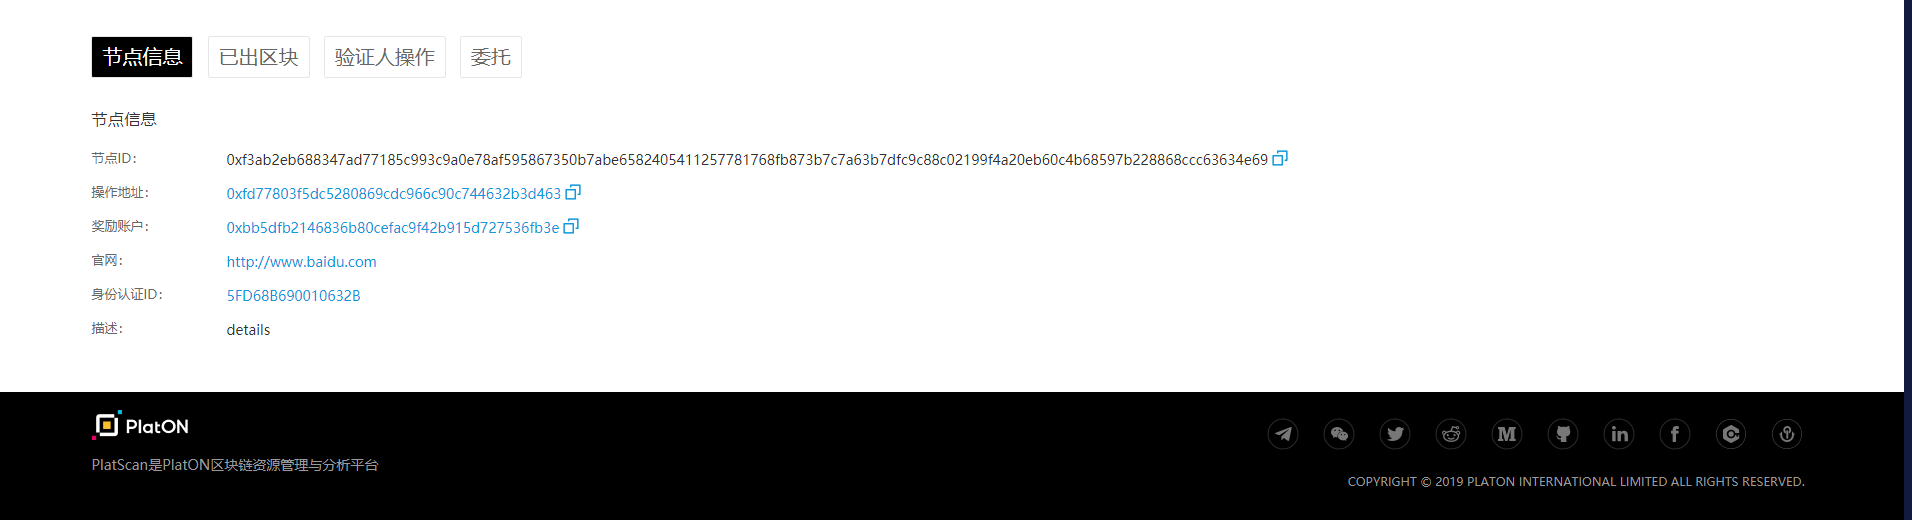 节点信息 已出区块 验证人操作 委托
节点信息
节点ID： 0xf3ab2eb688347ad77185c993c9a0e78af595867350b7abe6582405411257781768fb873b7c7a63b7dfc9c88c02199f4a20eb60c4b68597b228868ccc63634e69
操作地址： 0xfd77803f5dc5280869cdc966c90c744632b3d463
奖励账户： 0xbb5dfb2146836b80cefac9f42b915d727536fb3e
官网： http://www.baidu.com
身份认证ID： 5FD68B690010632B
描述： details
PlatON
PlatScan是PlatON区块链资源管理与分析平台
COPYRIGHT © 2019 PLATON INTERNATIONAL LIMITED ALL RIGHTS RESERVED.